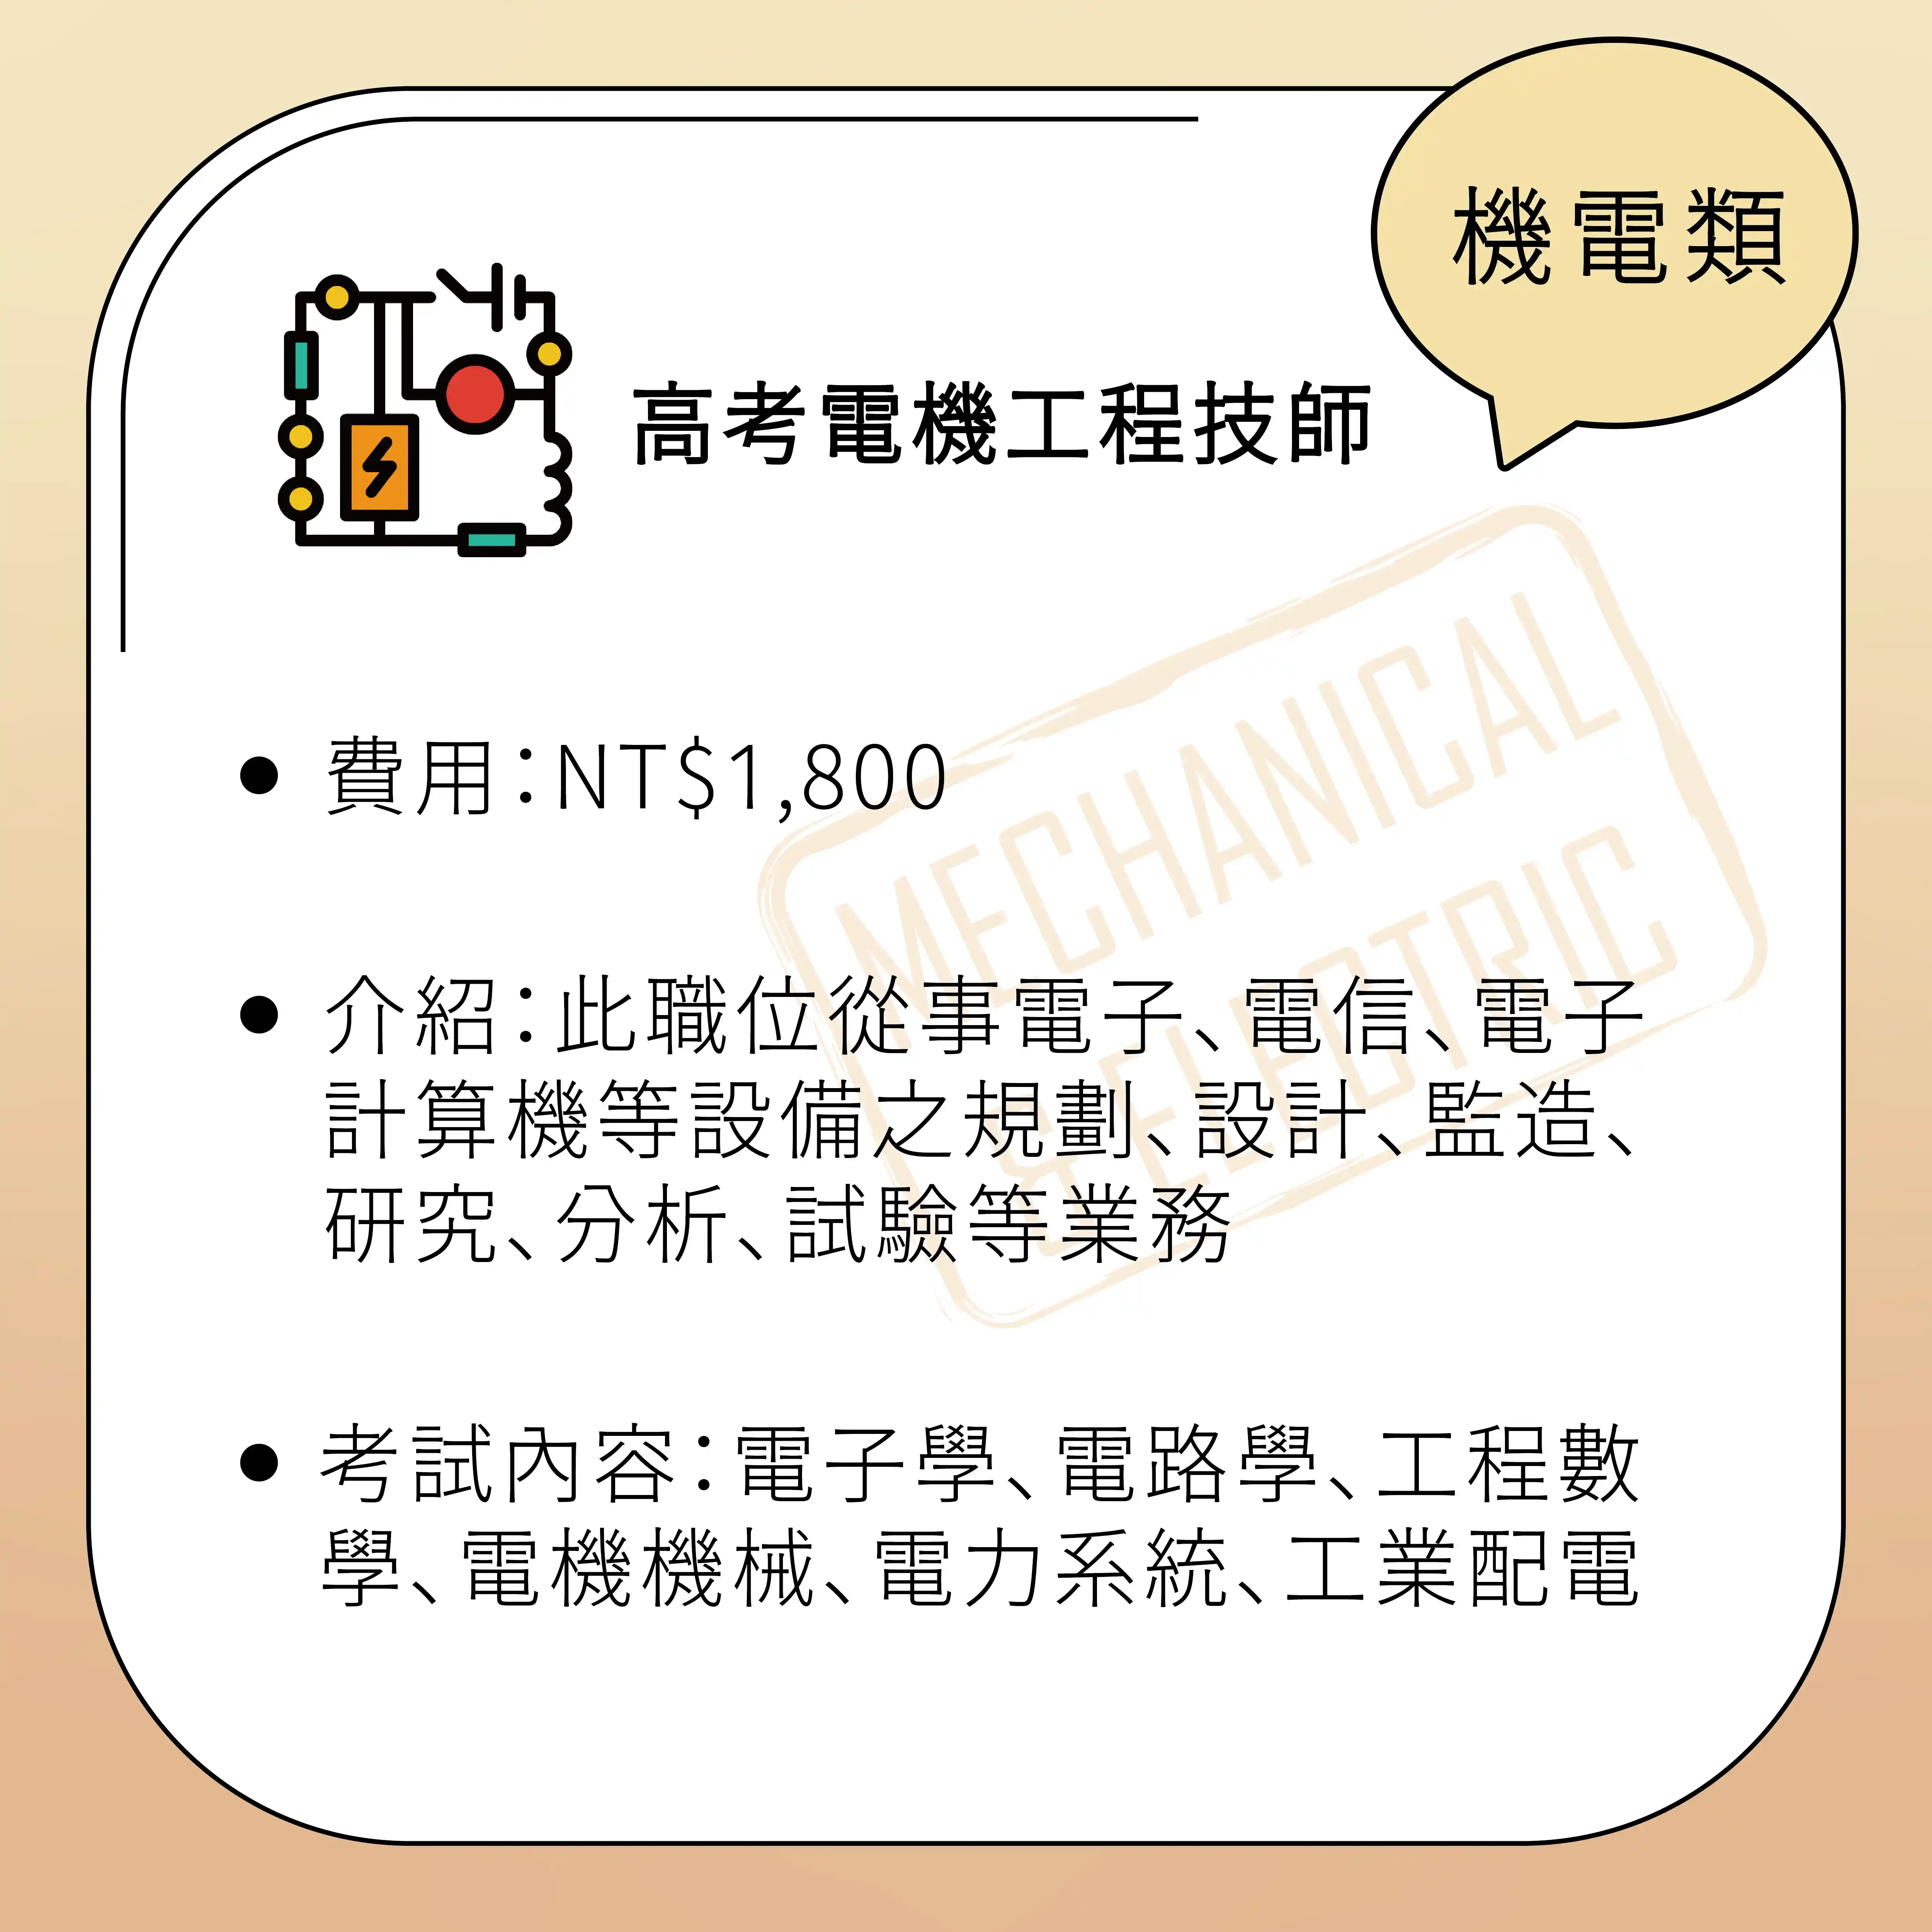 機電類
高考電機工程技師
費用：NT$1,800
介紹：此職位從事電子、電信、電子
計算機等設備之規劃、設計、監造、
研究、分析、試驗等業務
考試內容：電子學、電路學、工程數
學、電機機械、電力系統、工業配電
MECHANICAL
& ELECTRIC